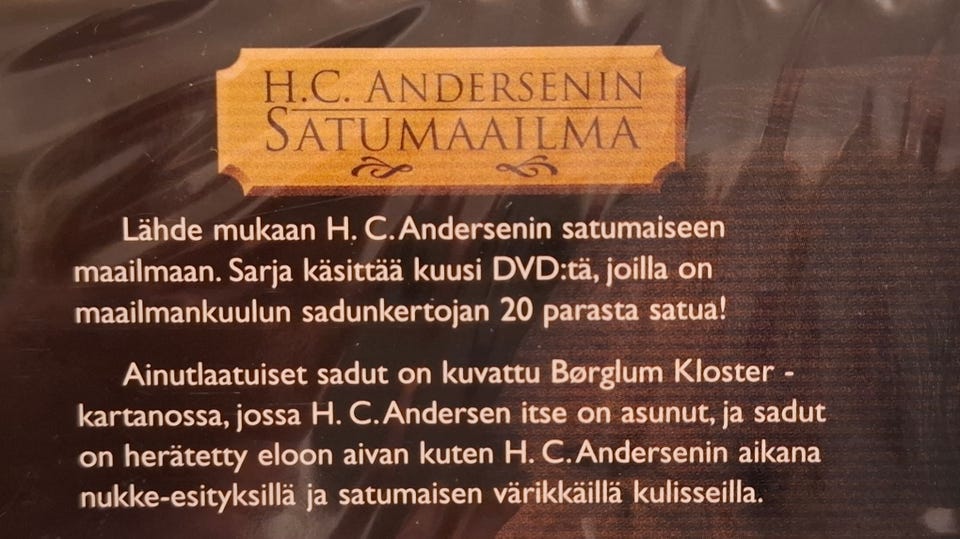 H.C. ANDERSENIN
SATUMAAILMA
Lähde mukaan H. C. Andersenin satumaiseen
maailmaan. Sarja käsittää kuusi DVD:tä, joilla on
maailmankuulun sadunkertojan 20 parasta satua!
Ainutlaatuiset sadut on kuvattu Børglum Kloster -
kartanossa, jossa H. C. Andersen itse on asunut, ja sadut
on herätetty eloon aivan kuten H. C. Andersenin aikana
nukke-esityksillä ja satumaisen värikkäillä kulisseilla.